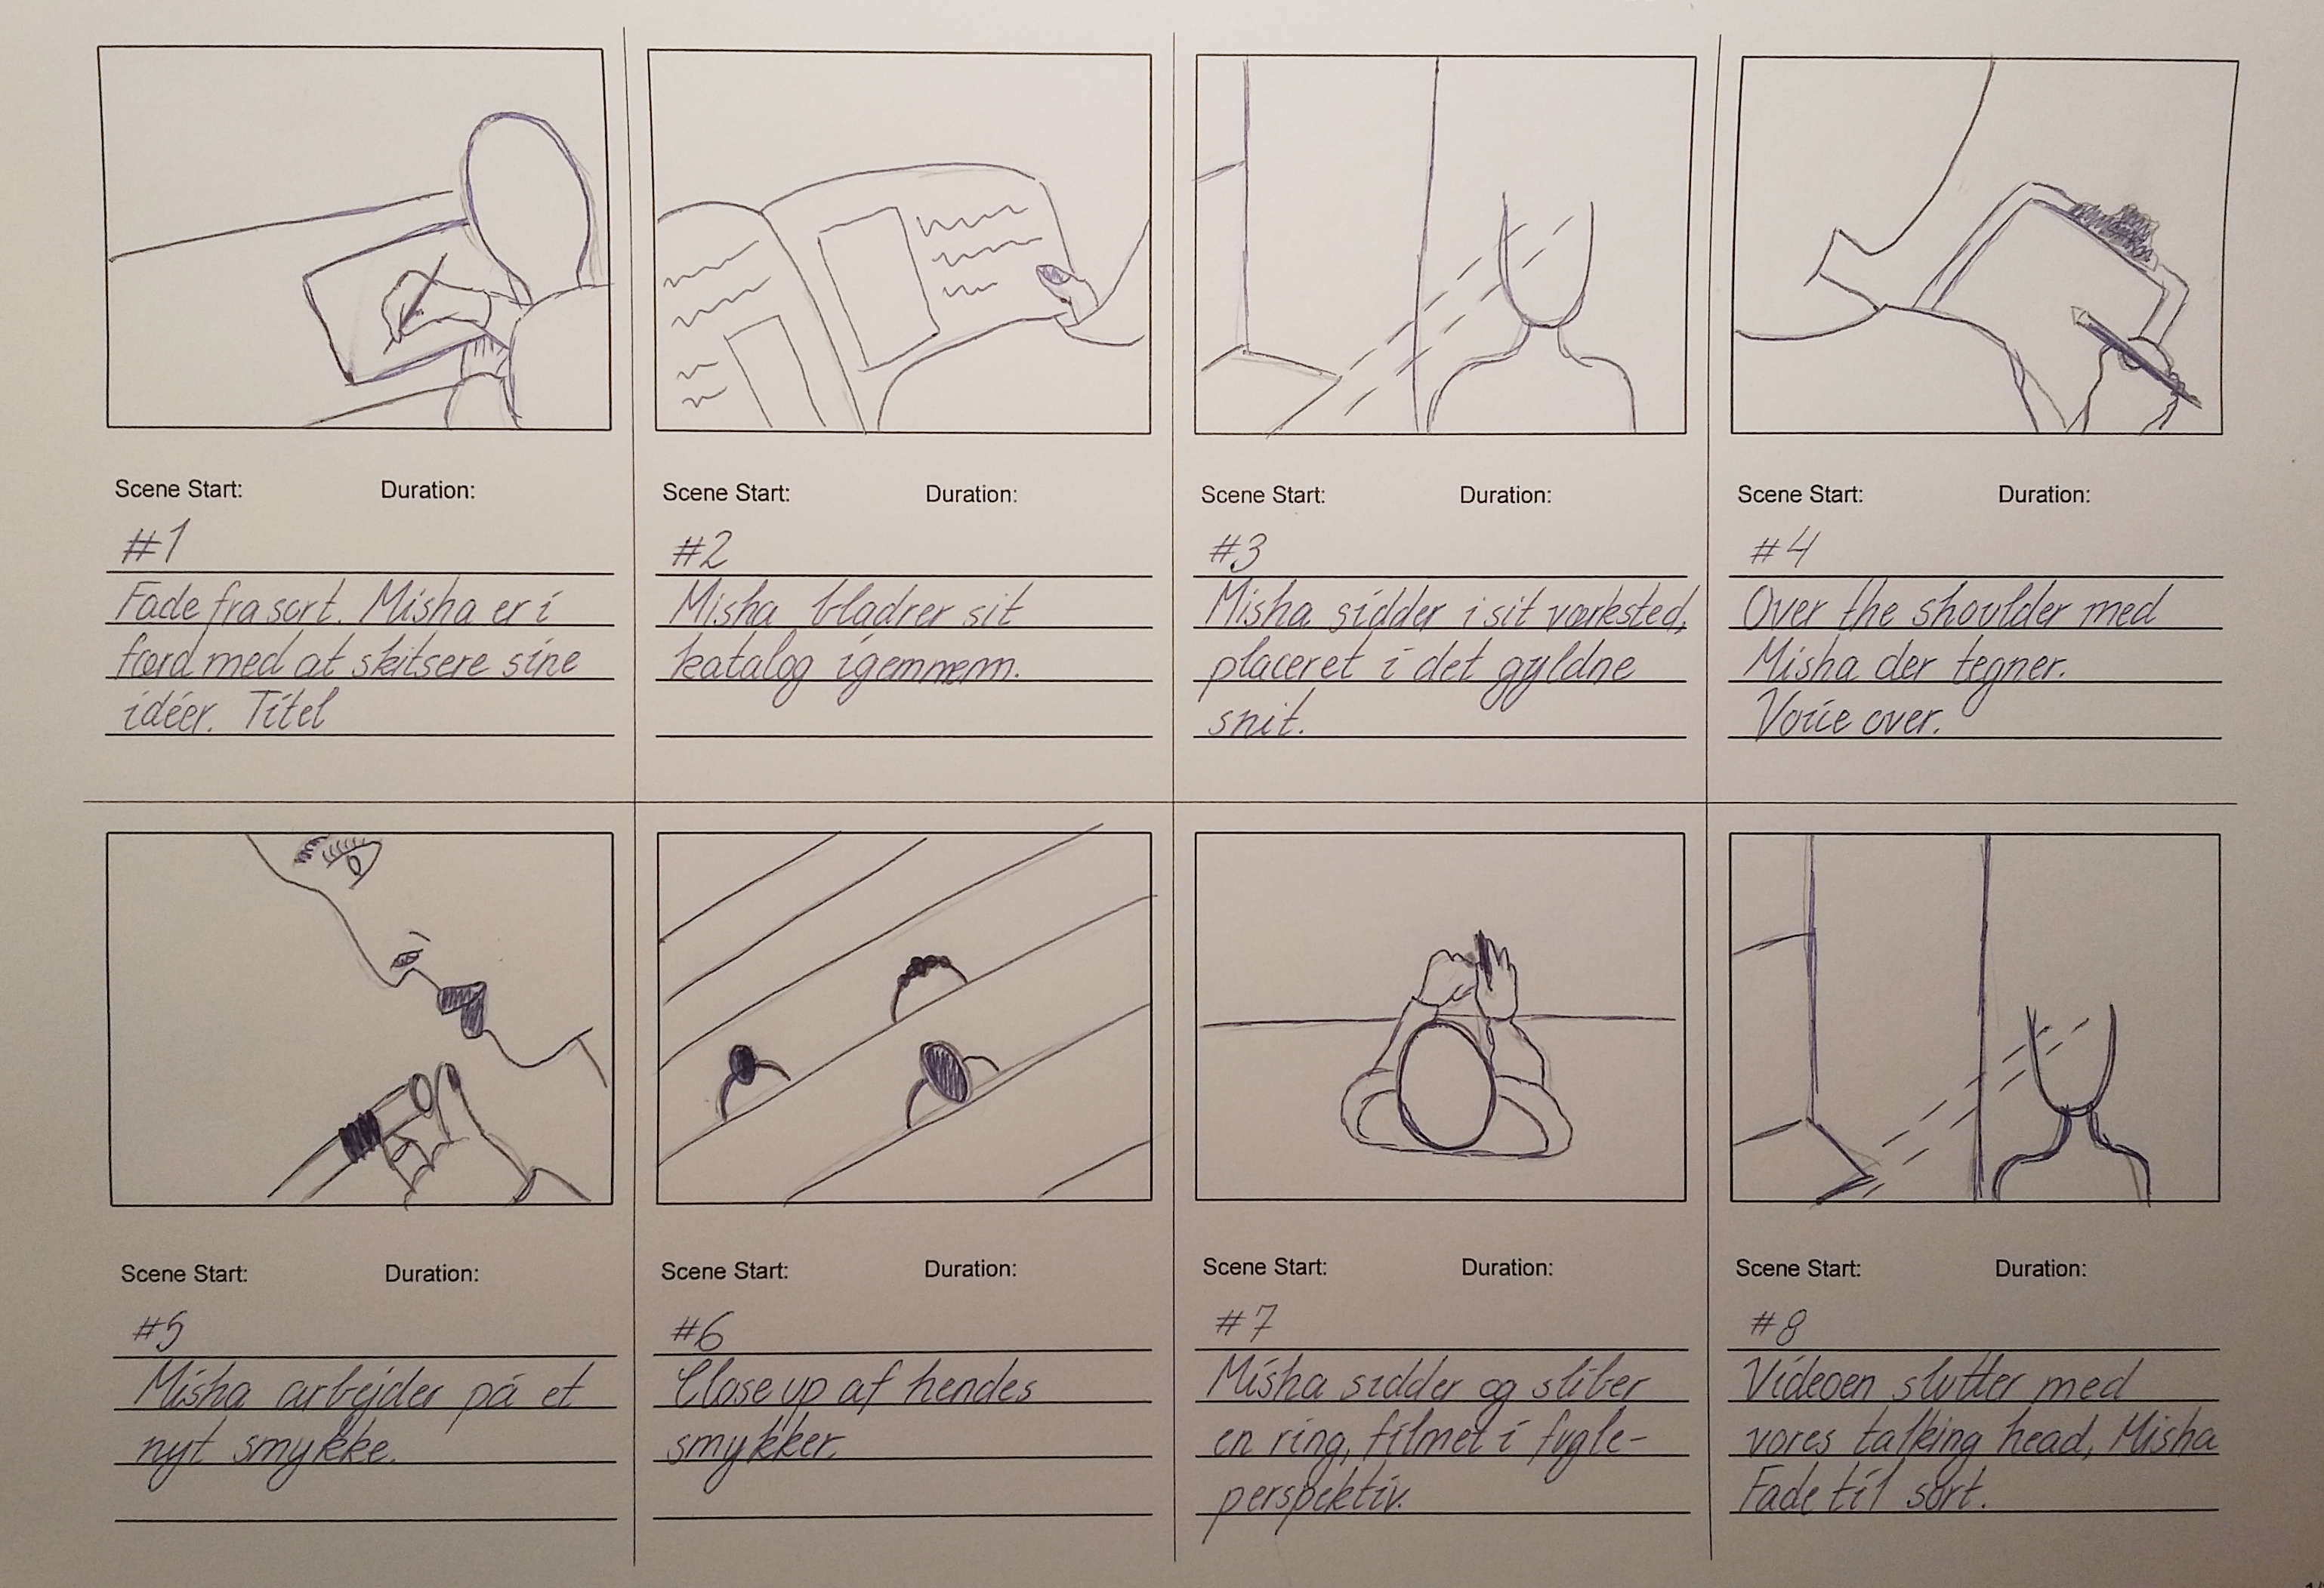 Scene Start: Duration:
#1
Fade fra sort. Misha er i
færd med at skitsere sine
idéer. Titel
Scene Start: Duration:
#2
Misha bladrer sit
katalog igemmem.
Scene Start: Duration:
#3
Misha sidder i sit værksted,
placeret i det gyldne
snit.
Scene Start: Duration:
#4
Over the shoulder med
Misha der tegner.
Voice over.
Scene Start: Duration:
#5
Misha arbejder på et
nyt smykke.
Scene Start: Duration:
#6
Close up af hendes
smykker.
Scene Start: Duration:
#7
Misha sidder og sliber
en ring, filmet i fugle-
perspektiv.
Scene Start: Duration:
#8
Videoen slutter med
vores talking head, Misha
Fade til sort.